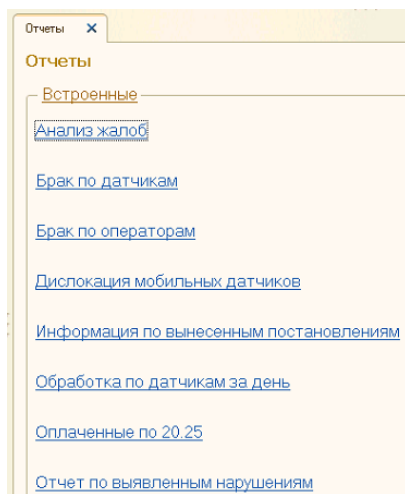 Отчеты
Отчеты
Встроенные
Анализ жалоб
Брак по датчикам
Брак по операторам
Дислокация мобильных датчиков
Информация по вынесенным постановлениям
Обработка по датчикам за день
Оплаченные по 20.25
Отчет по выявленным нарушениям